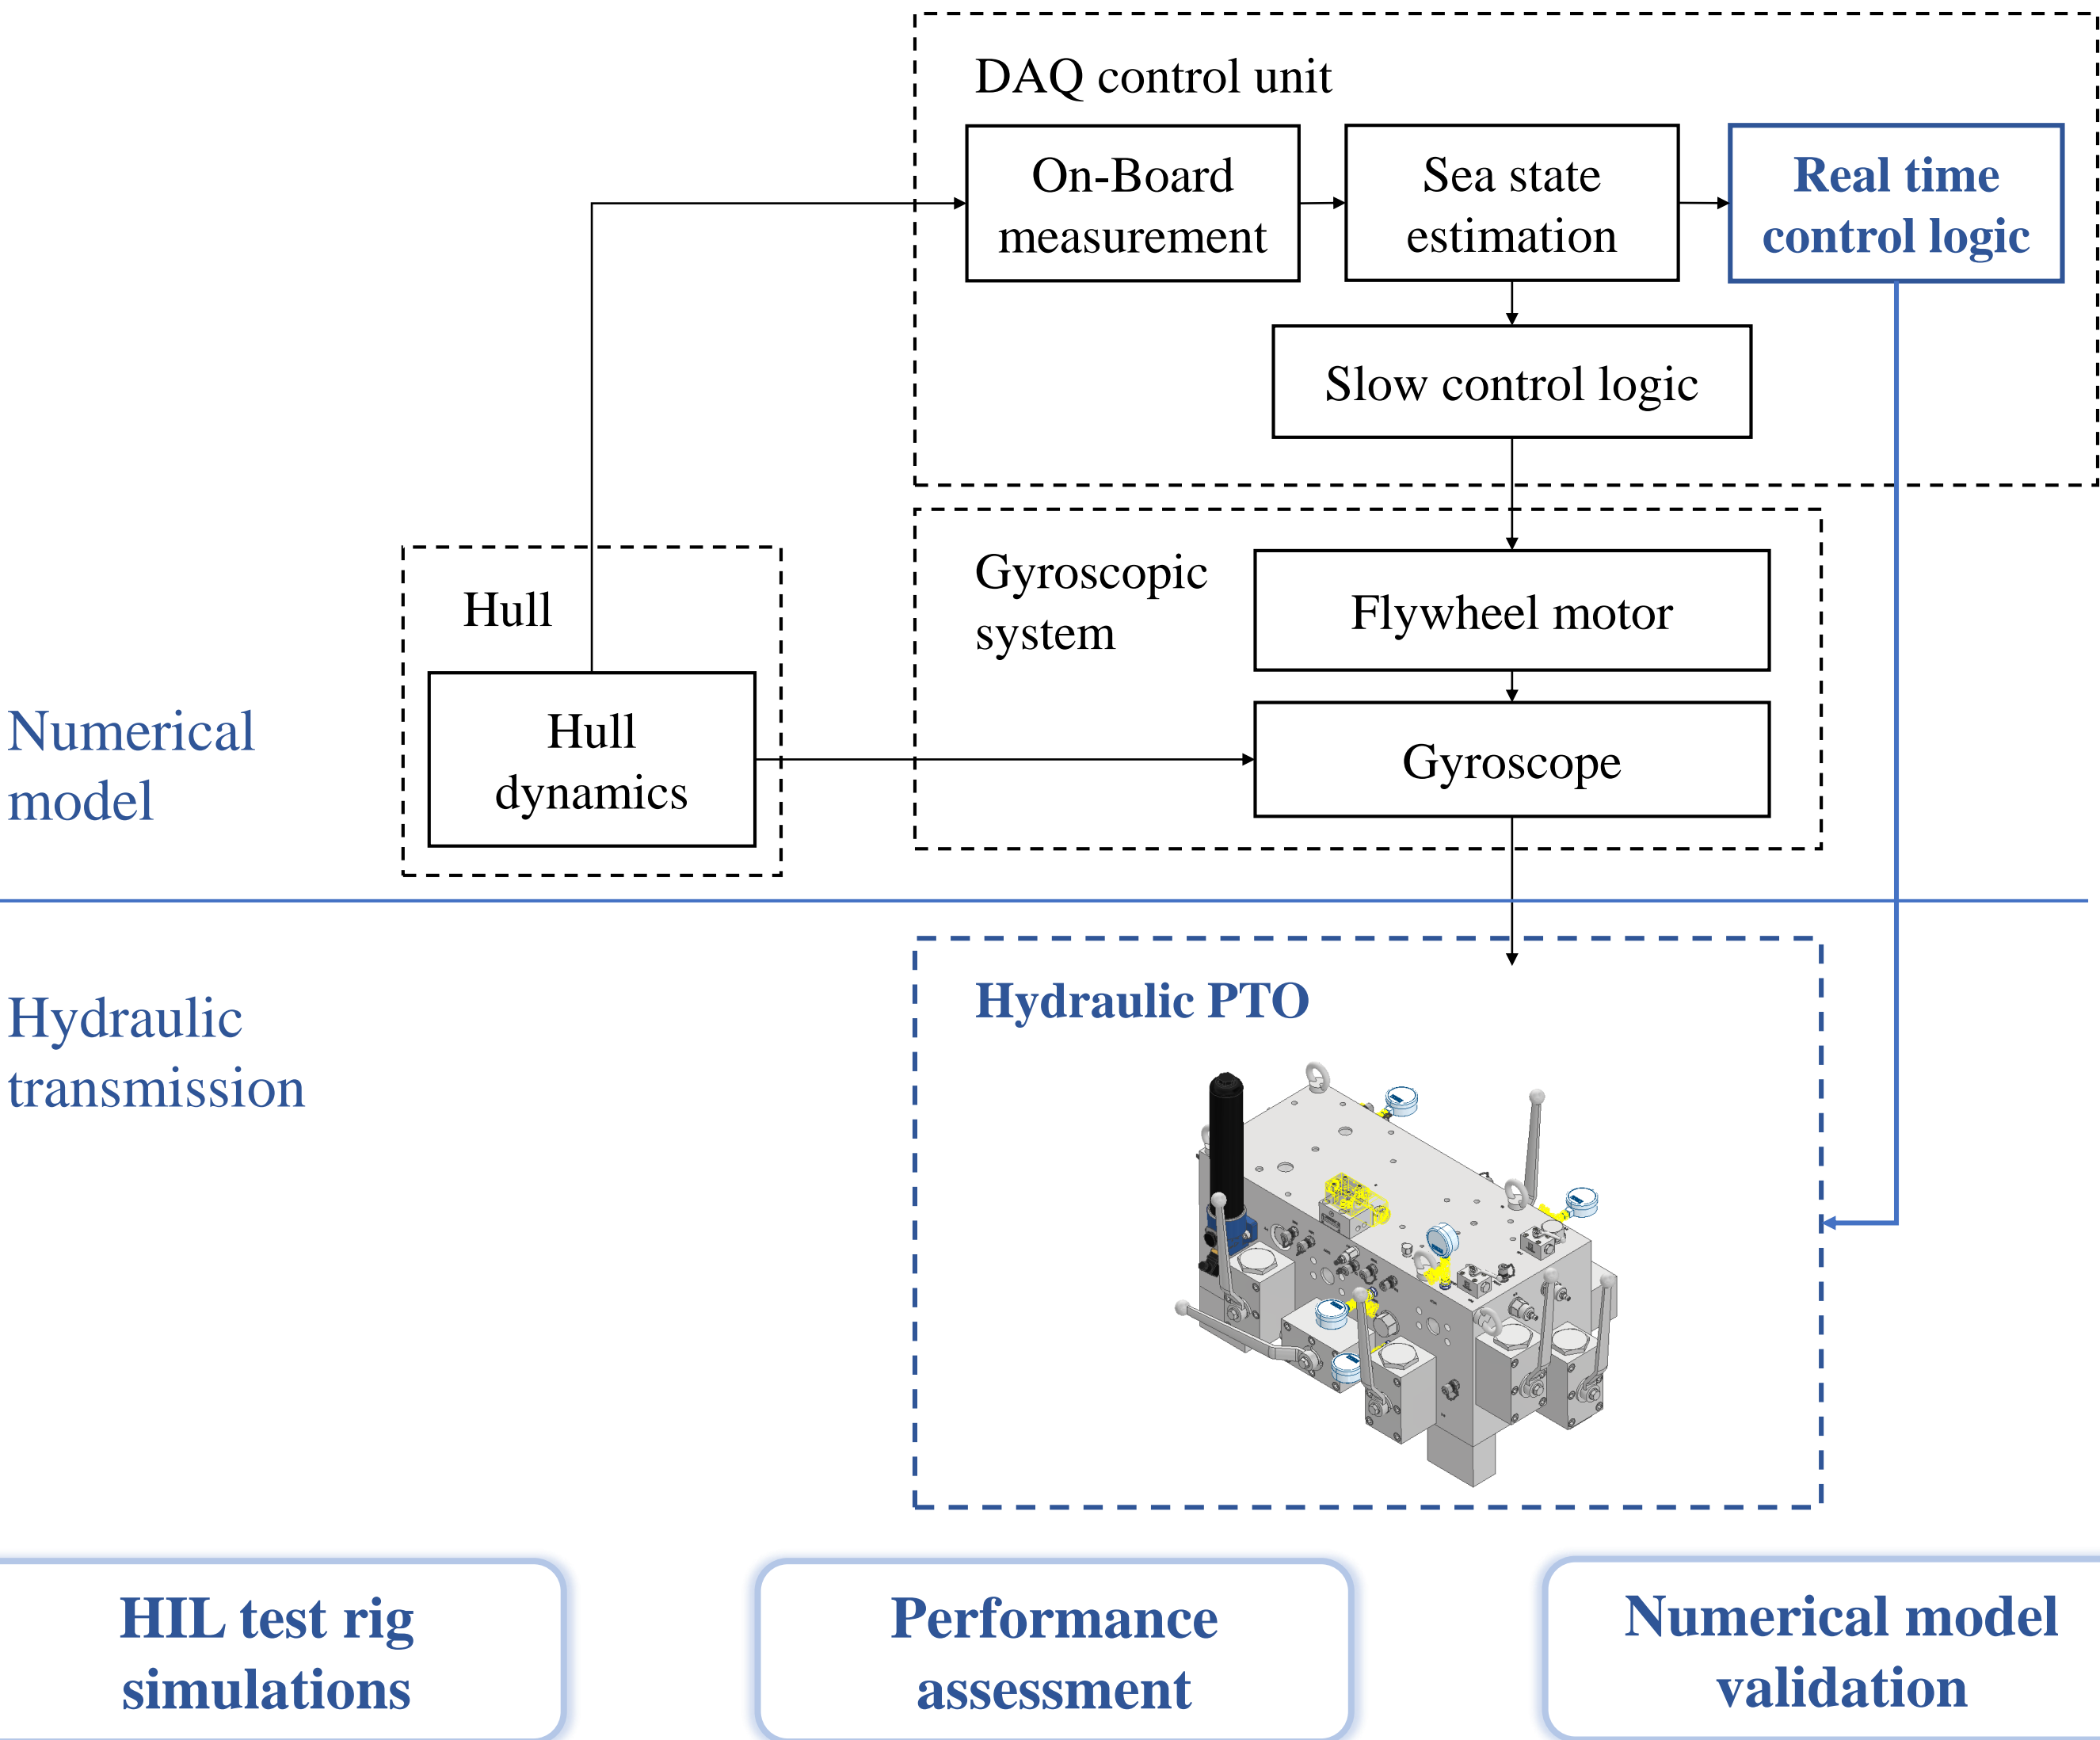 DAQ control unit
On-Board
measurement
Sea state
estimation
Real time
control logic
Slow control logic
Gyroscopic
system
Flywheel motor
Gyroscope
Hull
Hull
dynamics
Numerical
model
Hydraulic
transmission
Hydraulic PTO
HIL test rig
simulations
Performance
assessment
Numerical model
validation